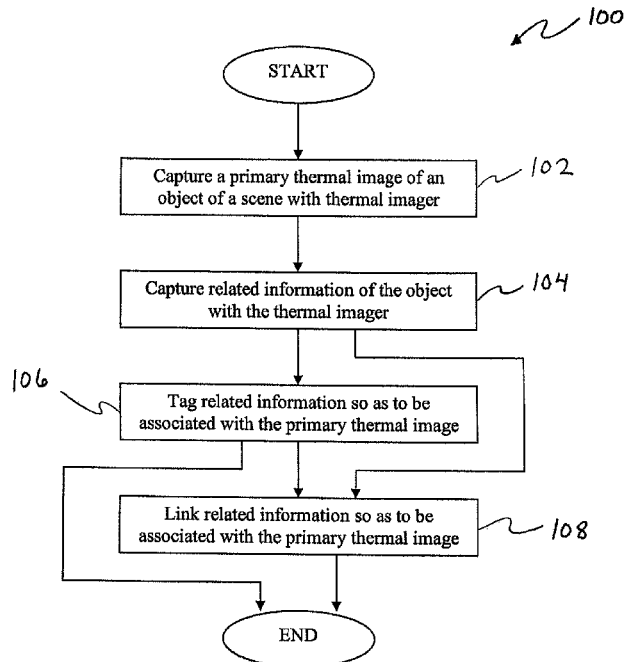 100
START
Capture a primary thermal image of an
object of a scene with thermal imager
102
Capture related information of the object
with the thermal imager
104
106
Tag related information so as to be
associated with the primary thermal image
Link related information so as to be
associated with the primary thermal image
108
END